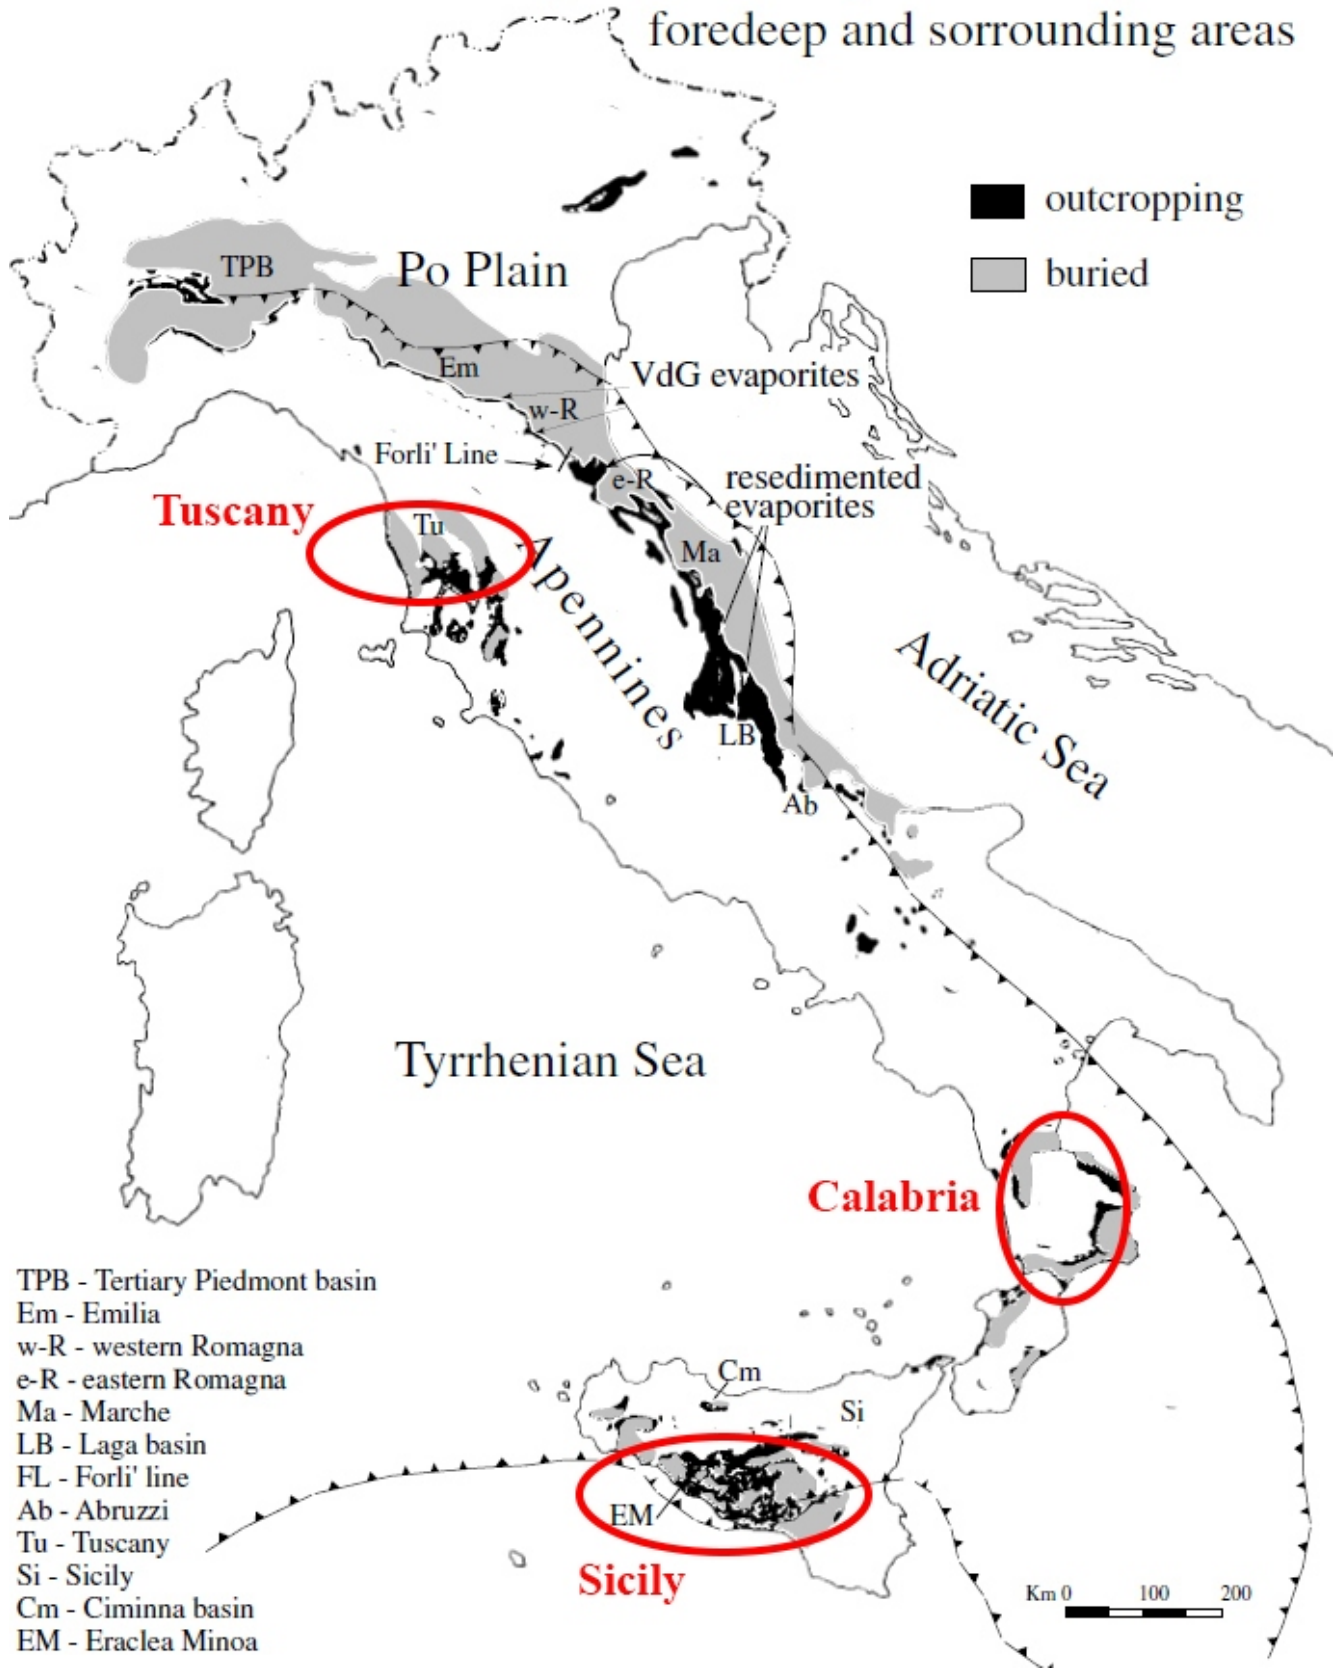 foredeep and sorrounding areas
outcropping
buried
TPB
Po Plain
Em
VdG evaporites
w-R
Forli' Line
e-R
resedimented
evaporites
Tuscany
Tu
Ma
Apennines
Adriatic Sea
LB
Ab
Tyrrhenian Sea
Calabria
TPB - Tertiary Piedmont basin
Em - Emilia
w-R - western Romagna
e-R - eastern Romagna
Ma - Marche
LB - Laga basin
FL - Forli' line
Ab - Abruzzi
Tu - Tuscany
Si - Sicily
Cm - Ciminna basin
EM - Eraclea Minoa
Cm
Si
EM
Sicily
Km 0 100 200